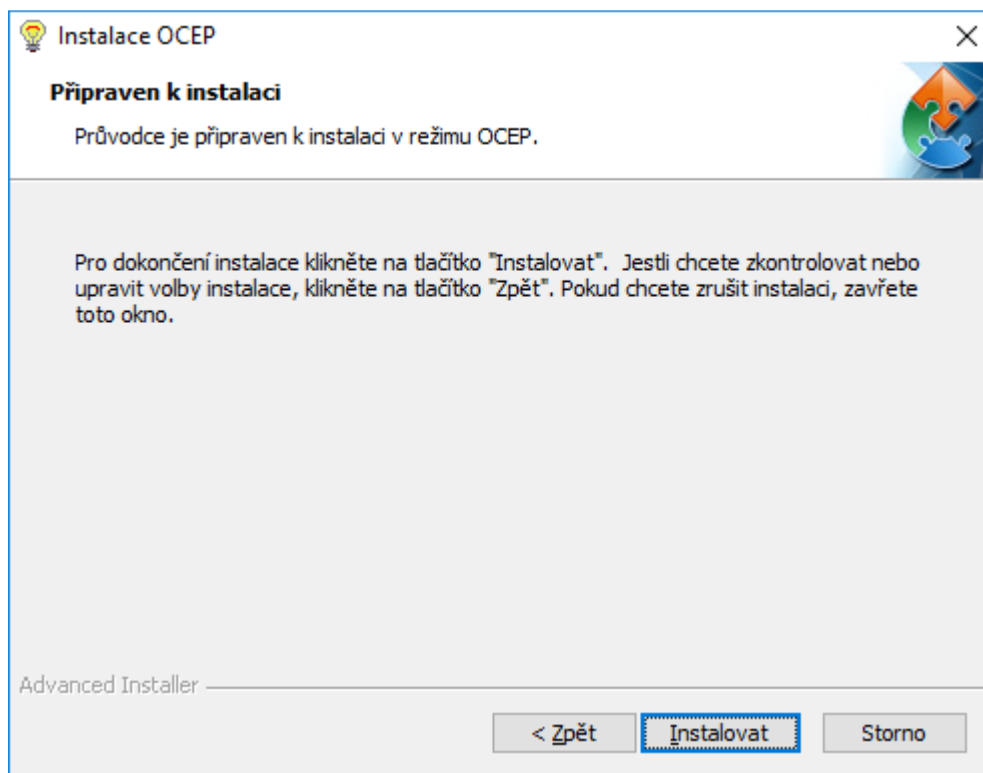 Instalace OCEP
Připraven k instalaci
Průvodce je připraven k instalaci v režimu OCEP.
Pro dokončení instalace klikněte na tlačítko "Instalovat".  Jestli chcete zkontrolovat nebo
upravit volby instalace, klikněte na tlačítko "Zpět". Pokud chcete zrušit instalaci, zavřete
toto okno.
Advanced Installer
< Zpět
Instalovat
Storno